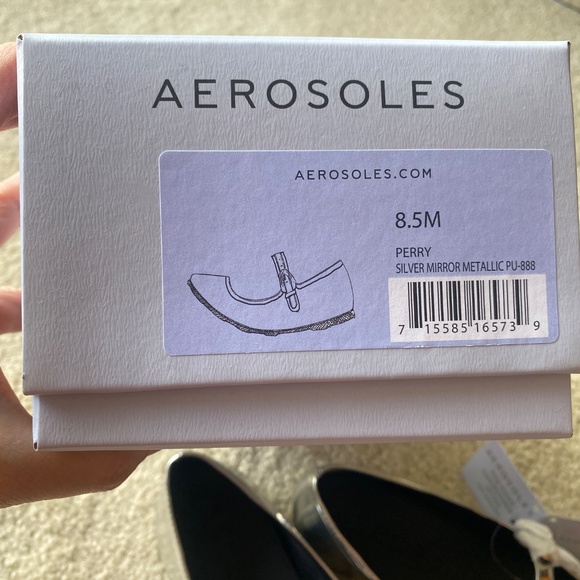 AEROSOLES
AEROSOLES.COM
8.5M
PERRY
SILVER MIRROR METALLIC PU-888
7 15585 16573 9